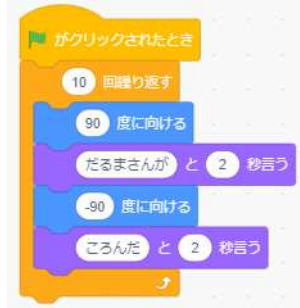 がクリックされたとき
10 回繰り返す
90 度に向ける
だるまさんが と 2 秒言う
-90 度に向ける
ころんだ と 2 秒言う